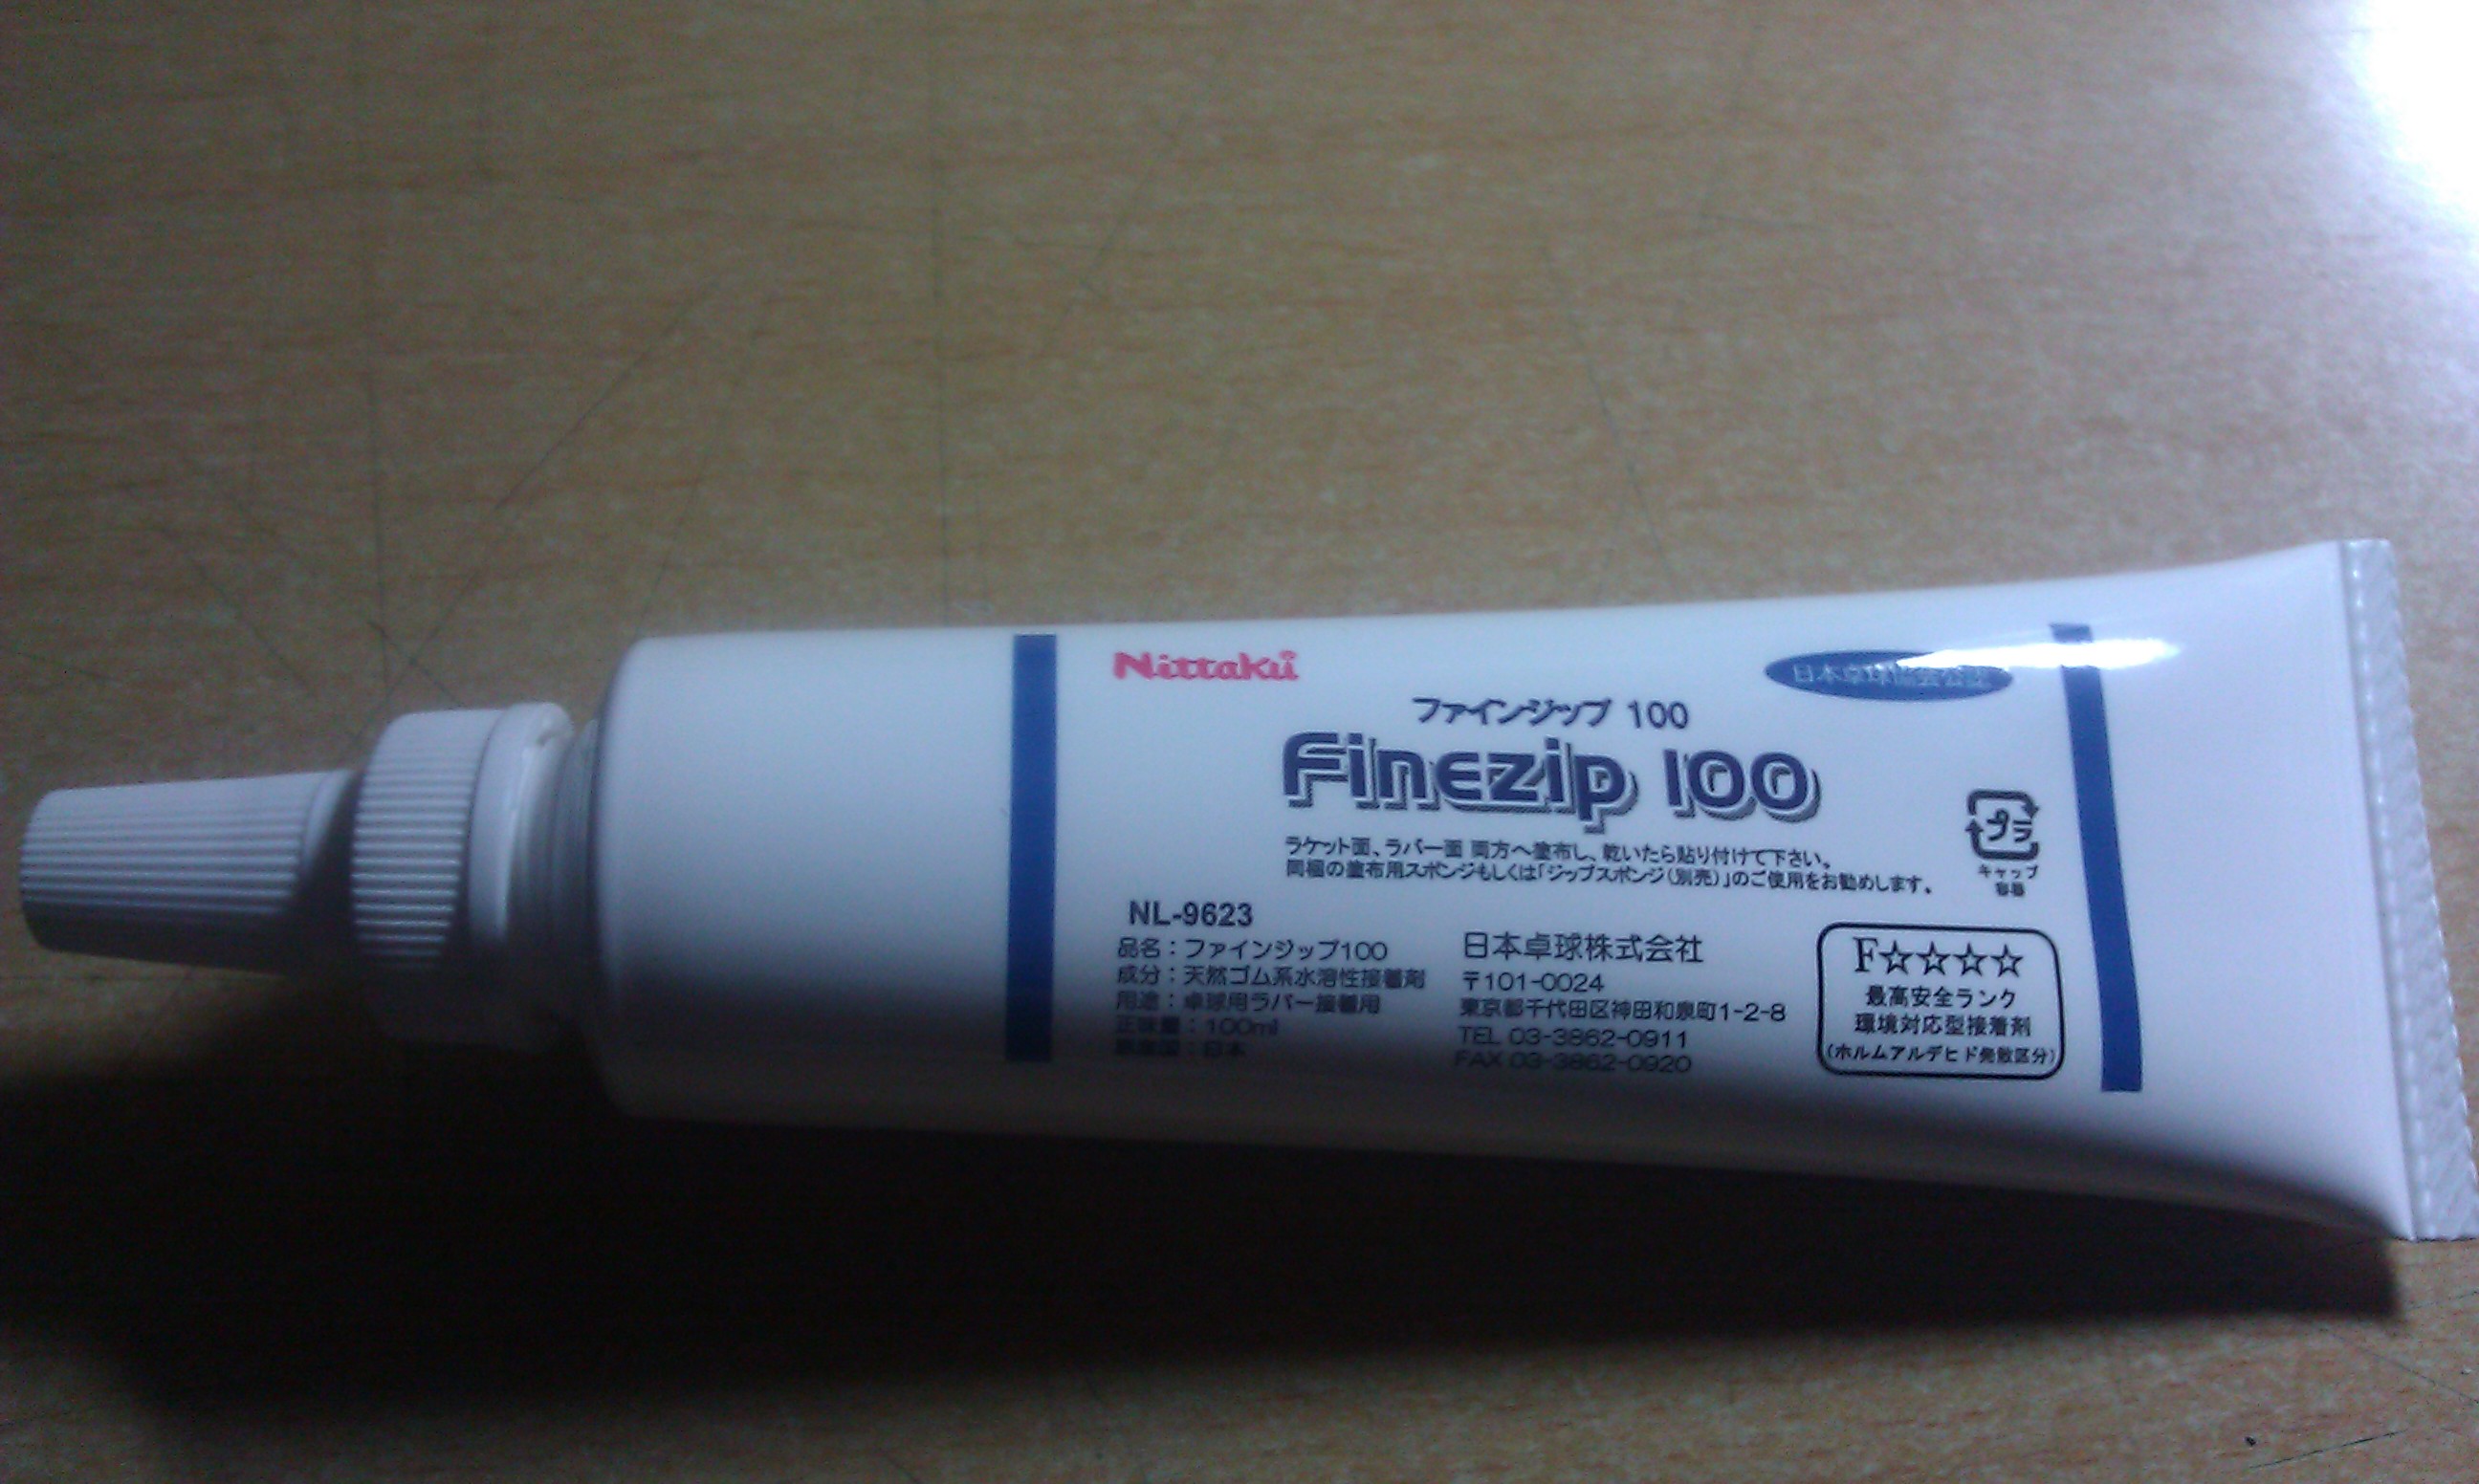 Nittaku
日本卓球協会公認
ファインジップ 100
Finezip 100
ラケット面、ラバー面 両方へ塗布し、乾いたら貼り付けて下さい。
同梱の塗布用スポンジもしくは「ジップスポンジ(別売)」のご使用をお勧めします。
プラ
キャップ
容器
NL-9623
品名：ファインジップ100
成分：天然ゴム系水溶性接着剤
用途：卓球用ラバー接着用
正味量：100ml
原産国：日本
日本卓球株式会社
〒101-0024
東京都千代田区神田和泉町1-2-8
TEL 03-3862-0911
FAX 03-3862-0920
F☆☆☆☆
最高安全ランク
環境対応型接着剤
(ホルムアルデヒド発散区分)